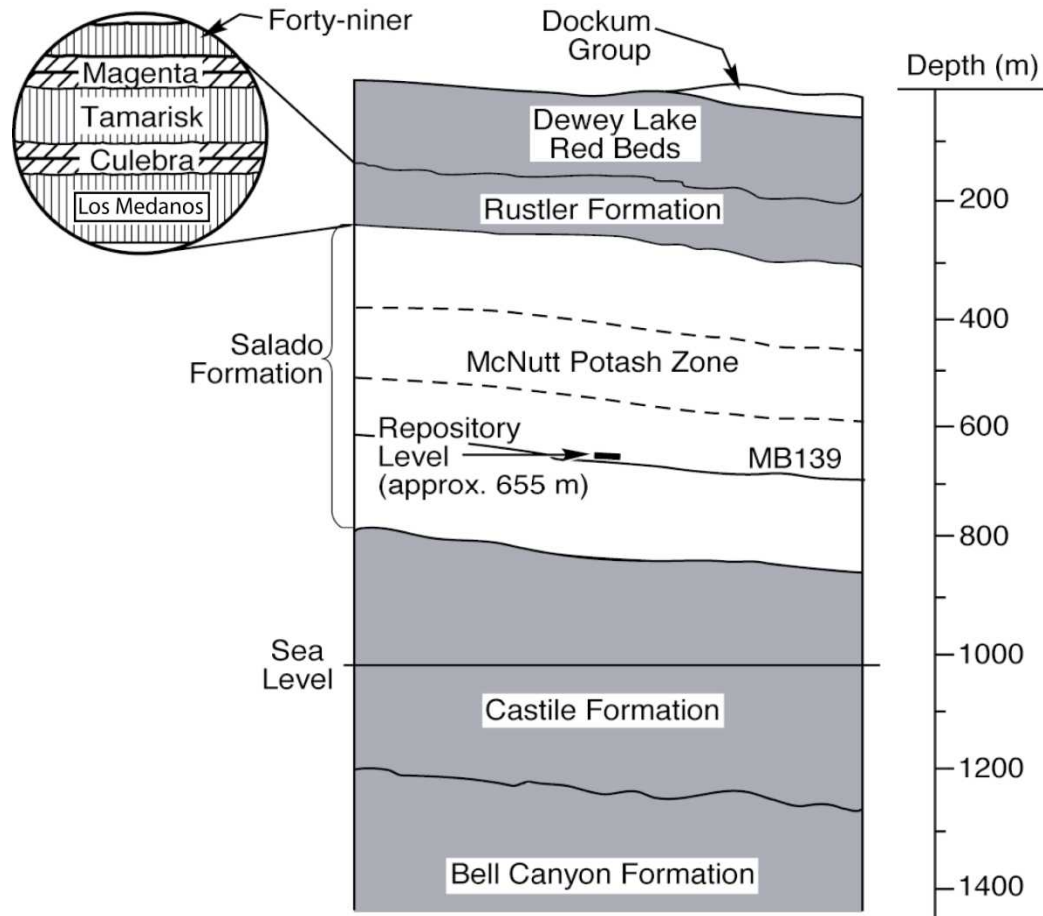 Forty-niner
Magenta
Tamarisk
Culebra
Los Medanos
Dockum
Group
Depth (m)
Dewey Lake
Red Beds
Rustler Formation
200
Salado
Formation
400
McNutt Potash Zone
600
Repository
Level
(approx. 655 m)
MB139
800
Sea
Level
1000
Castile Formation
1200
Bell Canyon Formation
1400